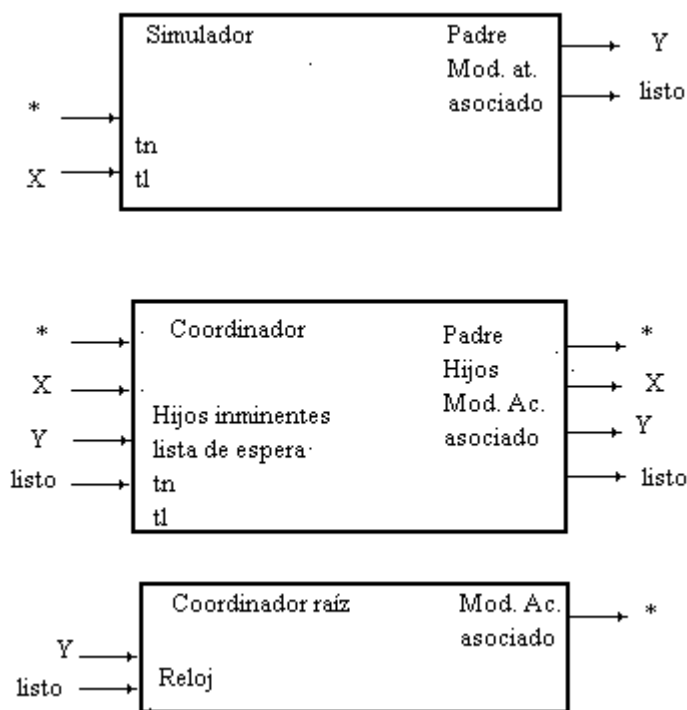 Simulador
Padre
Y
Mod. at.
asociado
listo
*
tn
X
tl
*
Coordinador
Padre
*
X
Hijos
X
Hijos inminentes
Mod. Ac.
Y
Y
lista de espera
asociado
listo
tn
listo
tl
Coordinador raíz
Mod. Ac.
*
asociado
Y
Reloj
listo